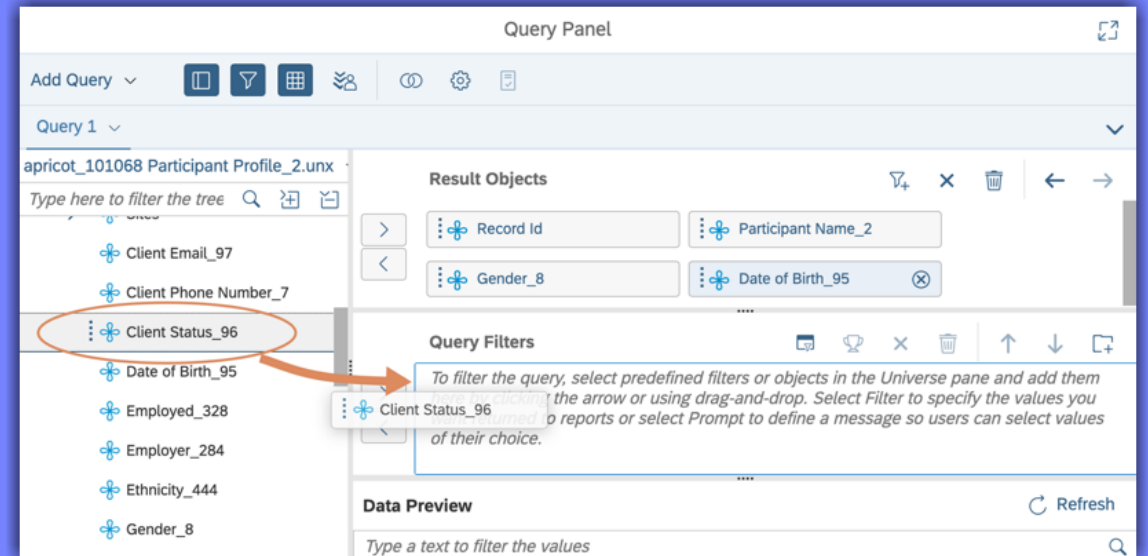 Query Panel
Add Query
Query 1
apricot_101068 Participant Profile_2.unx
Type here to filter the tree
Sites
Client Email_97
Client Phone Number_7
Client Status_96
Date of Birth_95
Employed_328
Employer_284
Ethnicity_444
Gender_8
Result Objects
Record Id
Participant Name_2
Gender_8
Date of Birth_95
Query Filters
To filter the query, select predefined filters or objects in the Universe pane and add them
here by clicking the arrow or using drag-and-drop. Select Filter to specify the values you
want returned to reports or select Prompt to define a message so users can select values
of their choice.
Client Status_96
Data Preview
Refresh
Type a text to filter the values